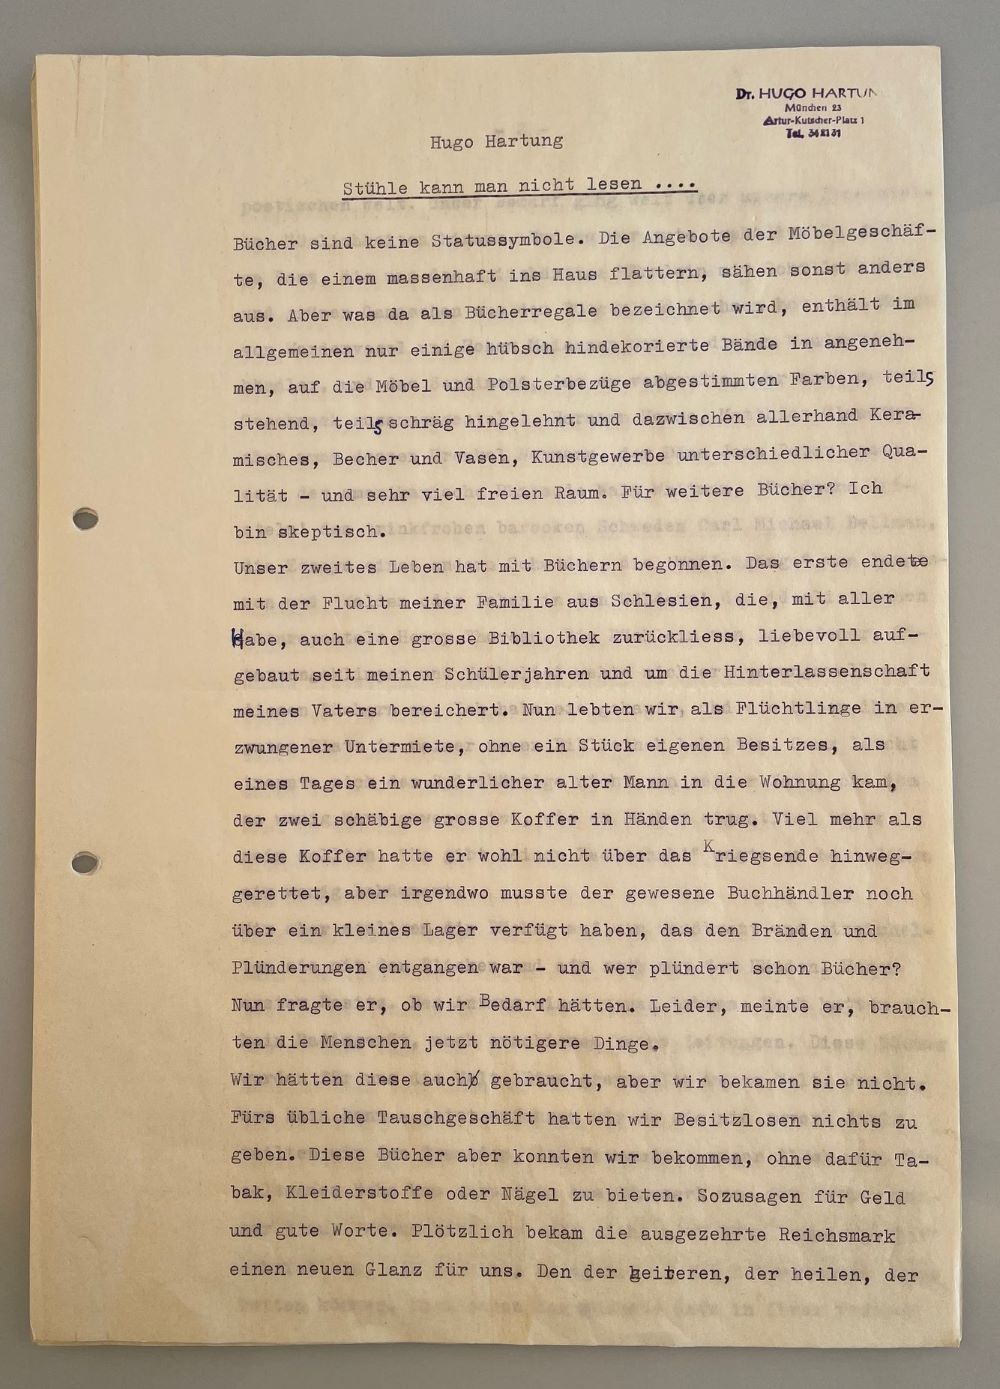 Dr. HUGO HARTUN
München 23
Artur-Kutscher-Platz 1
Tel. 34 21 31
Hugo Hartung
Stühle kann man nicht lesen ....
Bücher sind keine Statussymbole. Die Angebote der Möbelgeschäf-
te, die einem massenhaft ins Haus flattern, sähen sonst anders
aus. Aber was da als Bücherregale bezeichnet wird, enthält im
allgemeinen nur einige hübsch hindekorierte Bände in angeneh-
men, auf die Möbel und Polsterbezüge abgestimmten Farben, teils
stehend, teils schräg hingelehnt und dazwischen allerhand Kera-
misches, Becher und Vasen, Kunstgewerbe unterschiedlicher Qua-
lität - und sehr viel freien Raum. Für weitere Bücher? Ich
bin skeptisch.
Unser zweites Leben hat mit Büchern begonnen. Das erste endete
mit der Flucht meiner Familie aus Schlesien, die, mit aller
Habe, auch eine grosse Bibliothek zurückliess, liebevoll auf-
gebaut seit meinen Schülerjahren und um die Hinterlassenschaft
meines Vaters bereichert. Nun lebten wir als Flüchtlinge in er-
zwungener Untermiete, ohne ein Stück eigenen Besitzes, als
eines Tages ein wunderlicher alter Mann in die Wohnung kam,
der zwei schäbige grosse Koffer in Händen trug. Viel mehr als
diese Koffer hatte er wohl nicht über das Kriegsende hinweg-
gerettet, aber irgendwo musste der gewesene Buchhändler noch
über ein kleines Lager verfügt haben, das den Bränden und
Plünderungen entgangen war - und wer plündert schon Bücher?
Nun fragte er, ob wir Bedarf hätten. Leider, meinte er, brauch-
ten die Menschen jetzt nötigere Dinge.
Wir hätten diese auch gebraucht, aber wir bekamen sie nicht.
Fürs übliche Tauschgeschäft hatten wir Besitzlosen nichts zu
geben. Diese Bücher aber konnten wir bekommen, ohne dafür Ta-
bak, Kleiderstoffe oder Nägel zu bieten. Sozusagen für Geld
und gute Worte. Plötzlich bekam die ausgezehrte Reichsmark
einen neuen Glanz für uns. Den der heiteren, der heilen, der